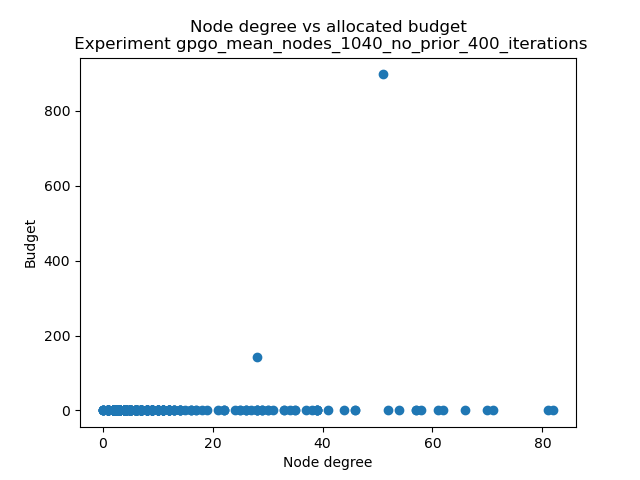 Node degree vs allocated budget
Experiment gpgo_mean_nodes_1040_no_prior_400_iterations
800
600
400
200
0
Budget
0 20 40 60 80
Node degree